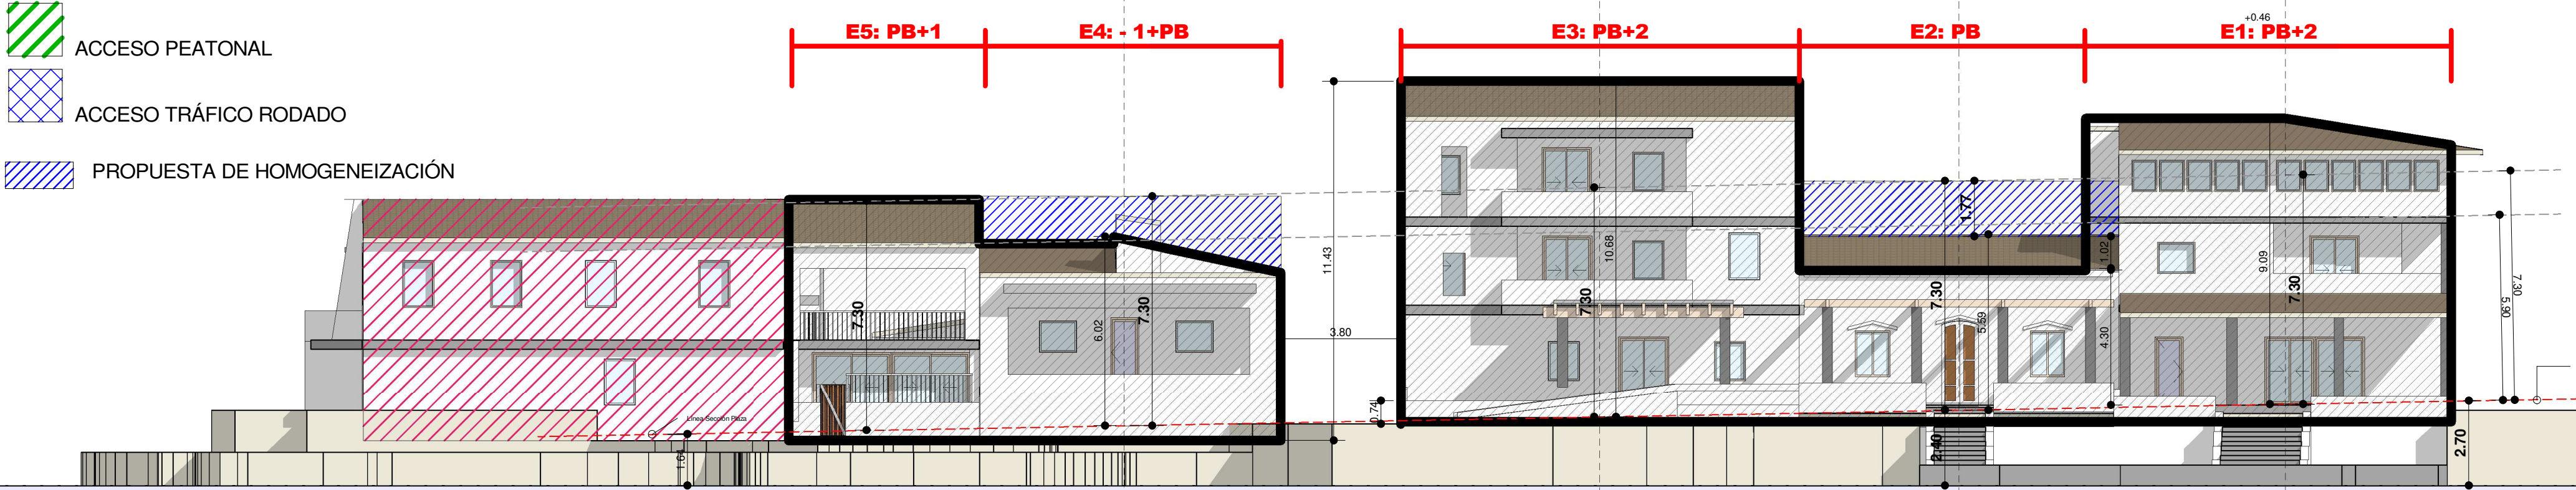 ACCESO PEATONAL
ACCESO TRÁFICO RODADO
PROPUESTA DE HOMOGENEIZACIÓN
E5: PB+1
E4: - 1+PB
E3: PB+2
E2: PB
E1: PB+2
+0.46
Línea Sección Plaza
1.64
7.30
6.02
7.30
11.43
3.80
0.74
7.30
10.68
7.30
1.77
5.59
1.02
4.30
2.40
9.09
7.30
7.30
5.90
2.70